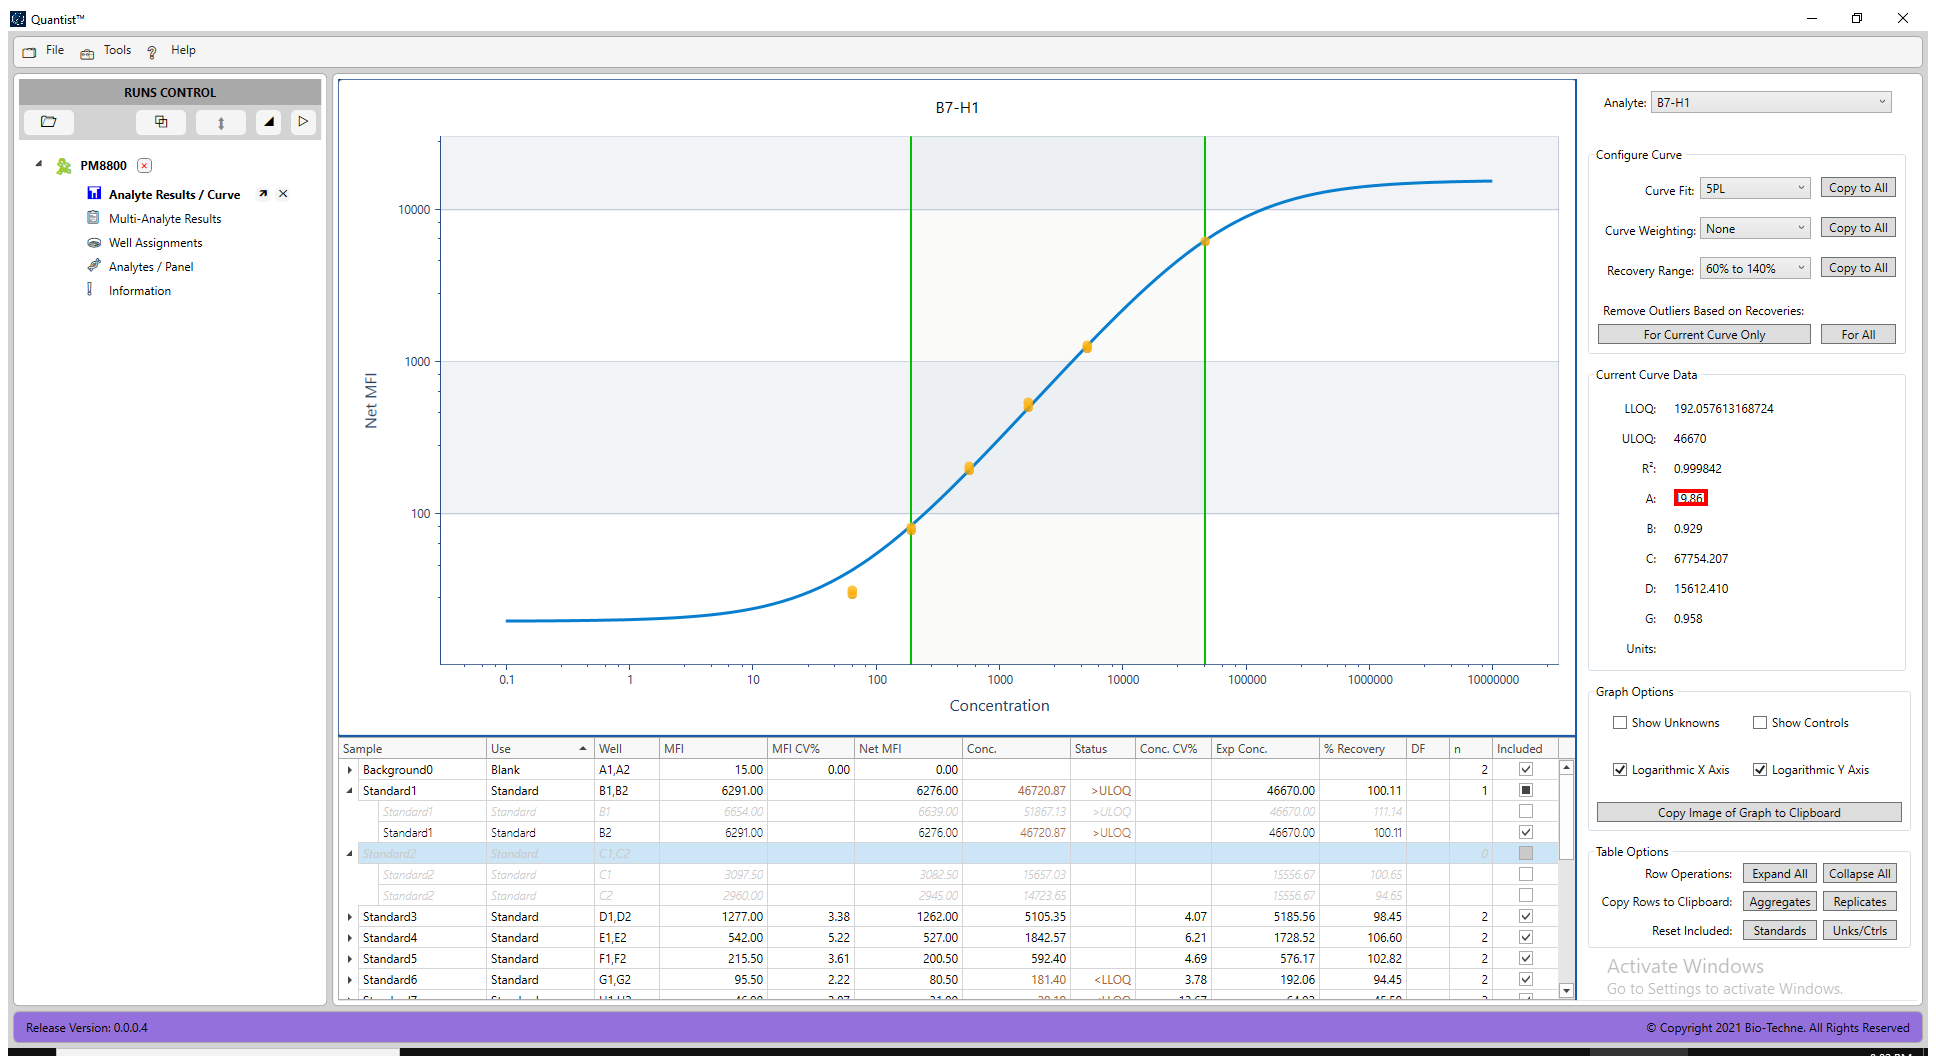 Quantist™
File Tools Help
RUNS CONTROL
PM8800
Analyte Results / Curve
Multi-Analyte Results
Well Assignments
Analytes / Panel
Information
B7-H1
Net MFI
10000
1000
100
0.1 1 10 100 1000 10000 100000 1000000 10000000
Concentration
Sample Use Well MFI MFI CV% Net MFI Conc. Status Conc. CV% Exp Conc. % Recovery DF n Included
Background0 Blank A1,A2 15.00 0.00 0.00 2
Standard1 Standard B1,B2 6291.00 6276.00 46720.87 >ULOQ 46670.00 100.11 1
Standard1 Standard B1 6654.00 6639.00 51867.13 >ULOQ 46670.00 111.14
Standard1 Standard B2 6291.00 6276.00 46720.87 >ULOQ 46670.00 100.11
Standard2 Standard C1,C2 0
Standard2 Standard C1 3097.50 3082.50 15657.03 15556.67 100.65
Standard2 Standard C2 2960.00 2945.00 14723.65 15556.67 94.65
Standard3 Standard D1,D2 1277.00 3.38 1262.00 5105.35 4.07 5185.56 98.45 2
Standard4 Standard E1,E2 542.00 5.22 527.00 1842.57 6.21 1728.52 106.60 2
Standard5 Standard F1,F2 215.50 3.61 200.50 592.40 4.69 576.17 102.82 2
Standard6 Standard G1,G2 95.50 2.22 80.50 181.40 <LLOQ 3.78 192.06 94.45 2
Analyte: B7-H1
Configure Curve
Curve Fit: 5PL Copy to All
Curve Weighting: None Copy to All
Recovery Range: 60% to 140% Copy to All
Remove Outliers Based on Recoveries:
For Current Curve Only For All
Current Curve Data
LLOQ: 192.057613168724
ULOQ: 46670
R²: 0.999842
A: 19.86
B: 0.929
C: 67754.207
D: 15612.410
G: 0.958
Units:
Graph Options
Show Unknowns Show Controls
Logarithmic X Axis Logarithmic Y Axis
Copy Image of Graph to Clipboard
Table Options
Row Operations: Expand All Collapse All
Copy Rows to Clipboard: Aggregates Replicates
Reset Included: Standards Unks/Ctrls
Activate Windows
Go to Settings to activate Windows.
Release Version: 0.0.0.4
© Copyright 2021 Bio-Techne. All Rights Reserved